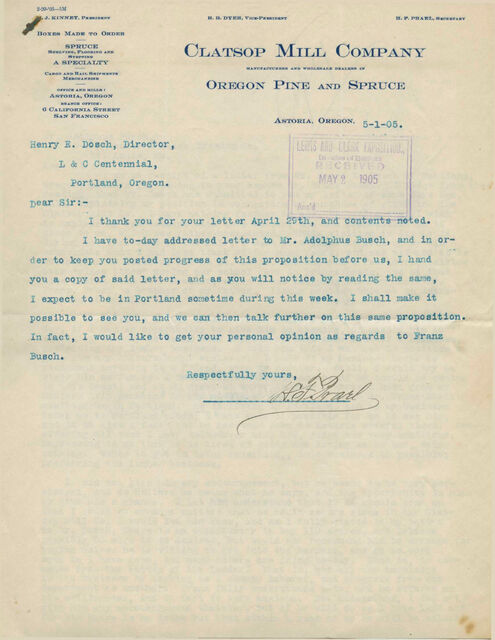 2-20-'05-5M
J. KINNEY, PRESIDENT
H. B. DYER, VICE-PRESIDENT
H. F. PRAEL, SECRETARY
BOXES MADE TO ORDER
SPRUCE
SHELVING, FLOORING AND
STEPPING
A SPECIALTY
CARGO AND RAIL SHIPMENTS
MERCHANDISE
OFFICE AND MILLS:
ASTORIA, OREGON
BRANCH OFFICE:
6 CALIFORNIA STREET
SAN FRANCISCO
CLATSOP MILL COMPANY
MANUFACTURERS AND WHOLESALE DEALERS IN
OREGON PINE AND SPRUCE
ASTORIA, OREGON, 5-1-05.
LEWIS AND CLARK EXPOSITION,
RECEIVED
MAY 2 1905
Ans'd
Henry E. Dosch, Director,
L & C Centennial,
Portland, Oregon.
Dear Sir:-
I thank you for your letter April 29th, and contents noted.
I have to-day addressed letter to Mr. Adolphus Busch, and in or-
der to keep you posted progress of this proposition before us, I hand
you a copy of said letter, and as you will notice by reading the same,
I expect to be in Portland sometime during this week. I shall make it
possible to see you, and we can then talk further on this same proposition.
In fact, I would like to get your personal opinion as regards to Franz
Busch.
Respectfully yours,
H. F. Prael